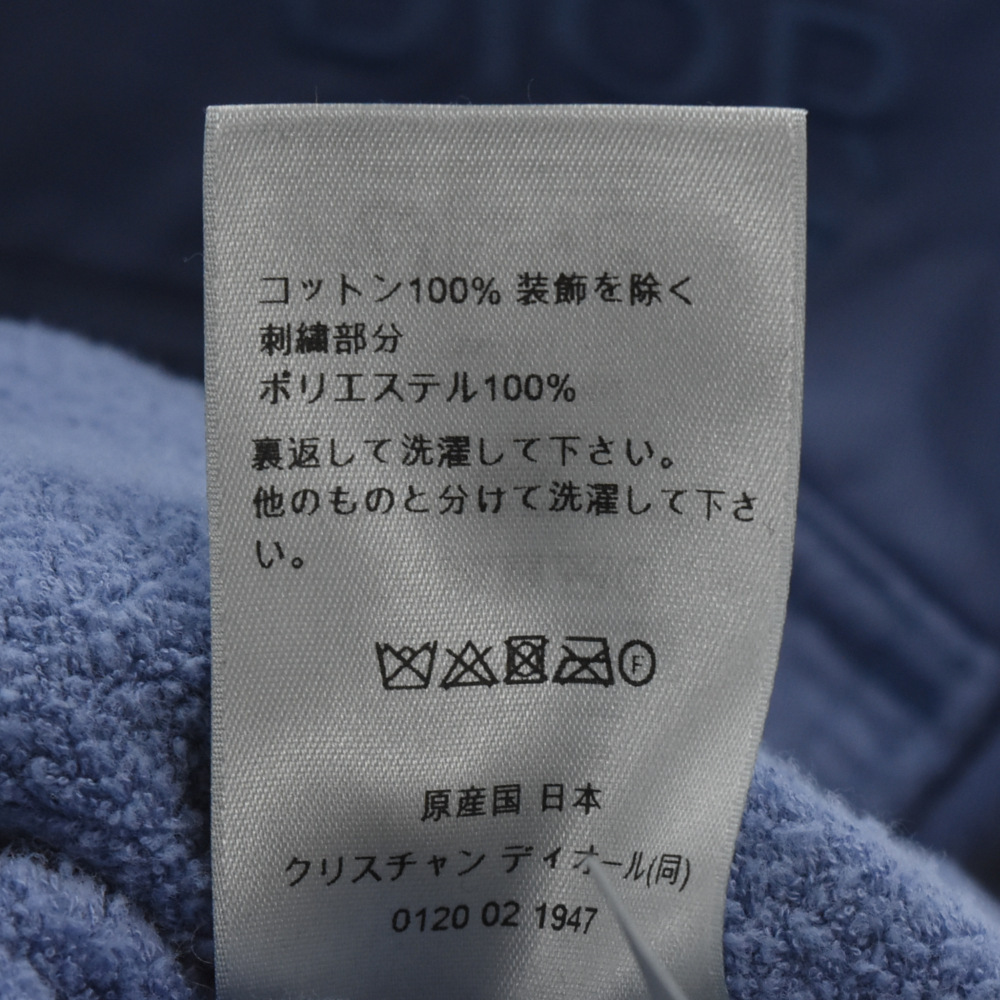 DIOR
コットン100% 装飾を除く
刺繍部分
ポリエステル100%
裏返して洗濯して下さい。
他のものと分けて洗濯して下さ
い。
F
原産国 日本
クリスチャン ディオール(同)
0120 02 1947